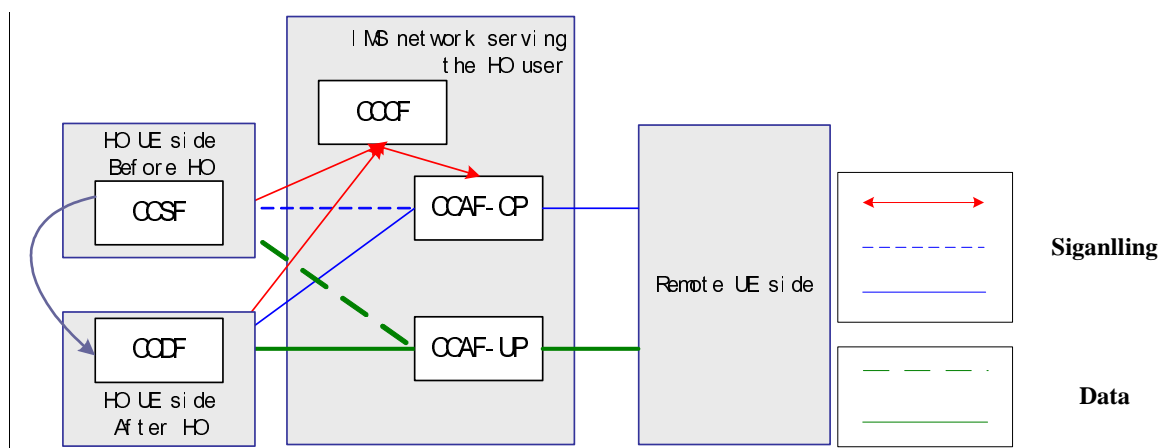 IMS network serving
the HO user
CCCF
HO UE side
Before HO
CCSF
CCAF-CP
Remote UE side
Siganlling
CCDF
CCAF-UP
HO UE side
After HO
Data